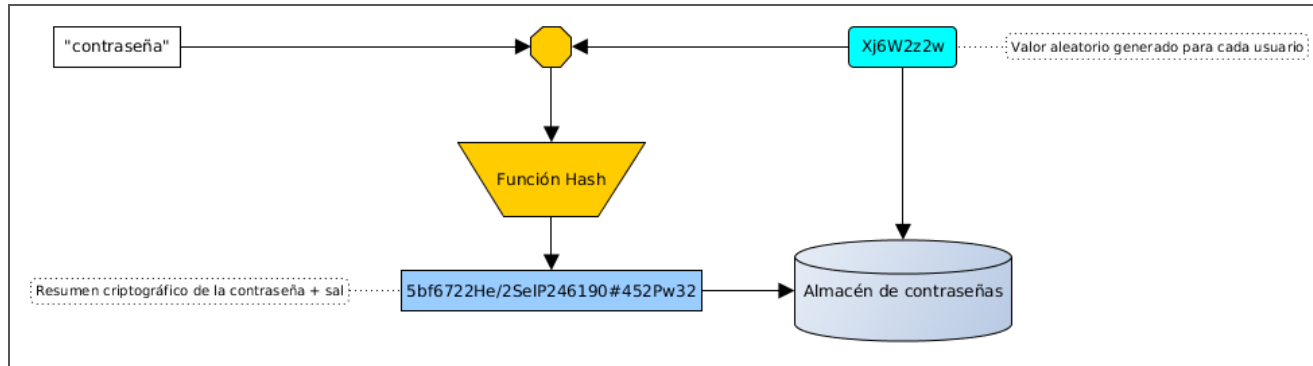 "contraseña"
Xj6W2z2w
Valor aleatorio generado para cada usuario
Función Hash
Resumen criptográfico de la contraseña + sal
5bf6722He/2SelP246190#452Pw32
Almacén de contraseñas